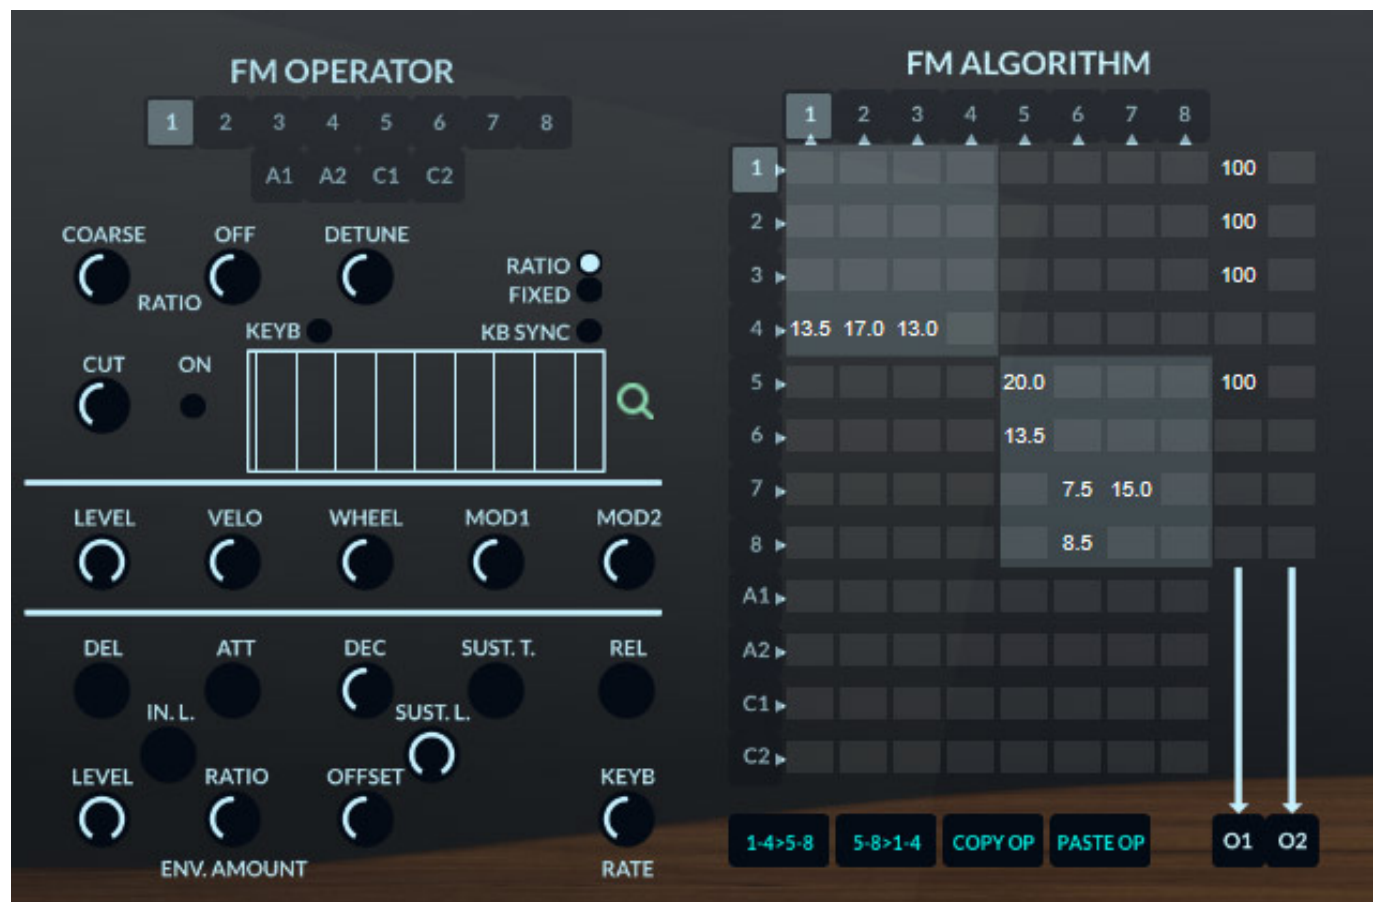 FM OPERATOR
1 2 3 4 5 6 7 8
A1 A2 C1 C2
COARSE OFF DETUNE
RATIO
RATIO
FIXED
KEYB KB SYNC
CUT ON
LEVEL VELO WHEEL MOD1 MOD2
DEL ATT DEC SUST. T. REL
IN. L. SUST. L.
LEVEL RATIO OFFSET KEYB
ENV. AMOUNT RATE
FM ALGORITHM
1 2 3 4 5 6 7 8
1 100
2 100
3 100
4 13.5 17.0 13.0
5 20.0 100
6 13.5
7 7.5 15.0
8 8.5
A1
A2
C1
C2
1-4>5-8 5-8>1-4 COPY OP PASTE OP O1 O2